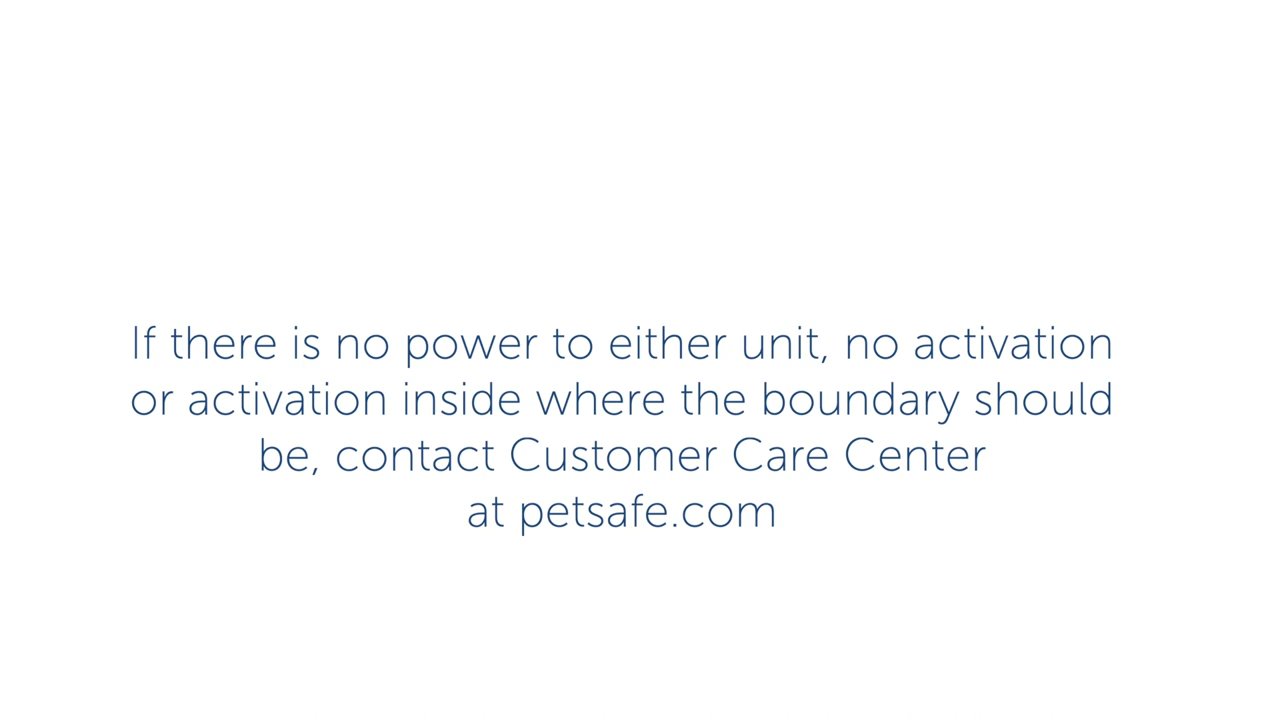 If there is no power to either unit, no activation
or activation inside where the boundary should
be, contact Customer Care Center
at petsafe.com